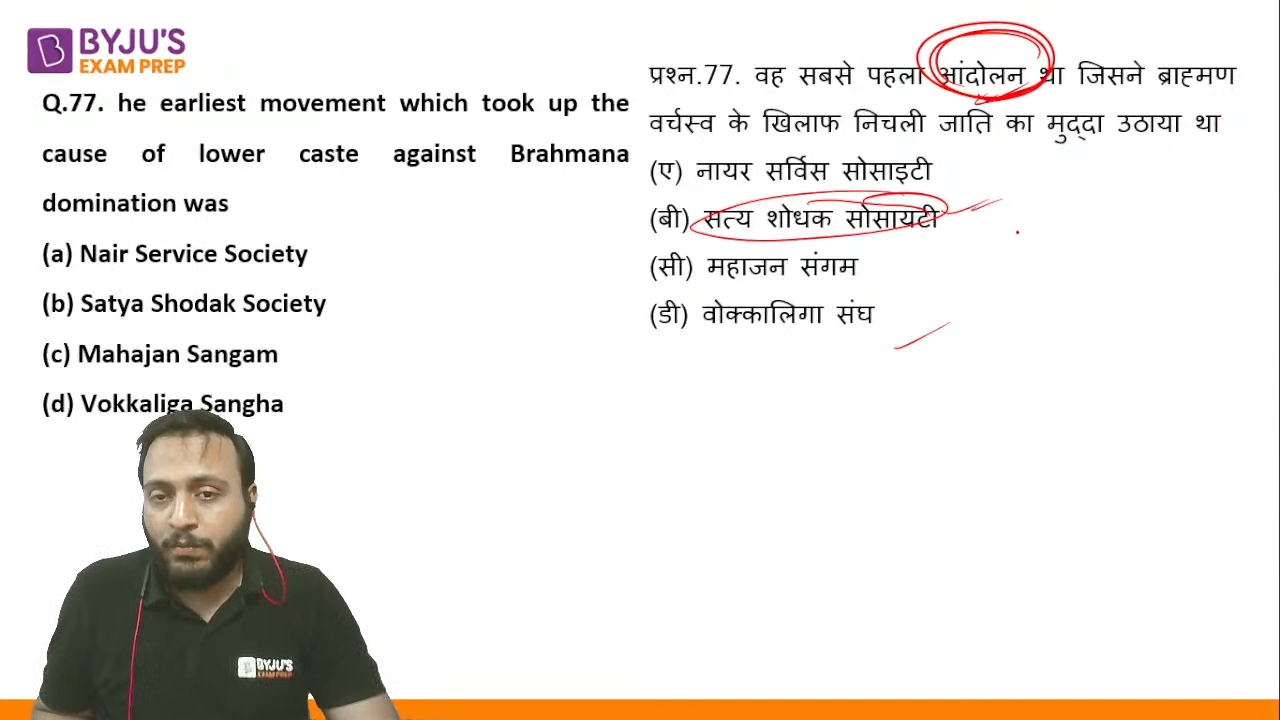 BYJU'S
EXAM PREP
Q.77. he earliest movement which took up the
cause of lower caste against Brahmana
domination was
(a) Nair Service Society
(b) Satya Shodak Society
(c) Mahajan Sangam
(d) Vokkaliga Sangha
प्रश्न.77. वह सबसे पहला आंदोलन था जिसने ब्राह्मण
वर्चस्व के खिलाफ निचली जाति का मुद्दा उठाया था
(ए) नायर सर्विस सोसाइटी
(बी) सत्य शोधक सोसायटी
(सी) महाजन संगम
(डी) वोक्कालिगा संघ
BYJU'S
EXAM PREP